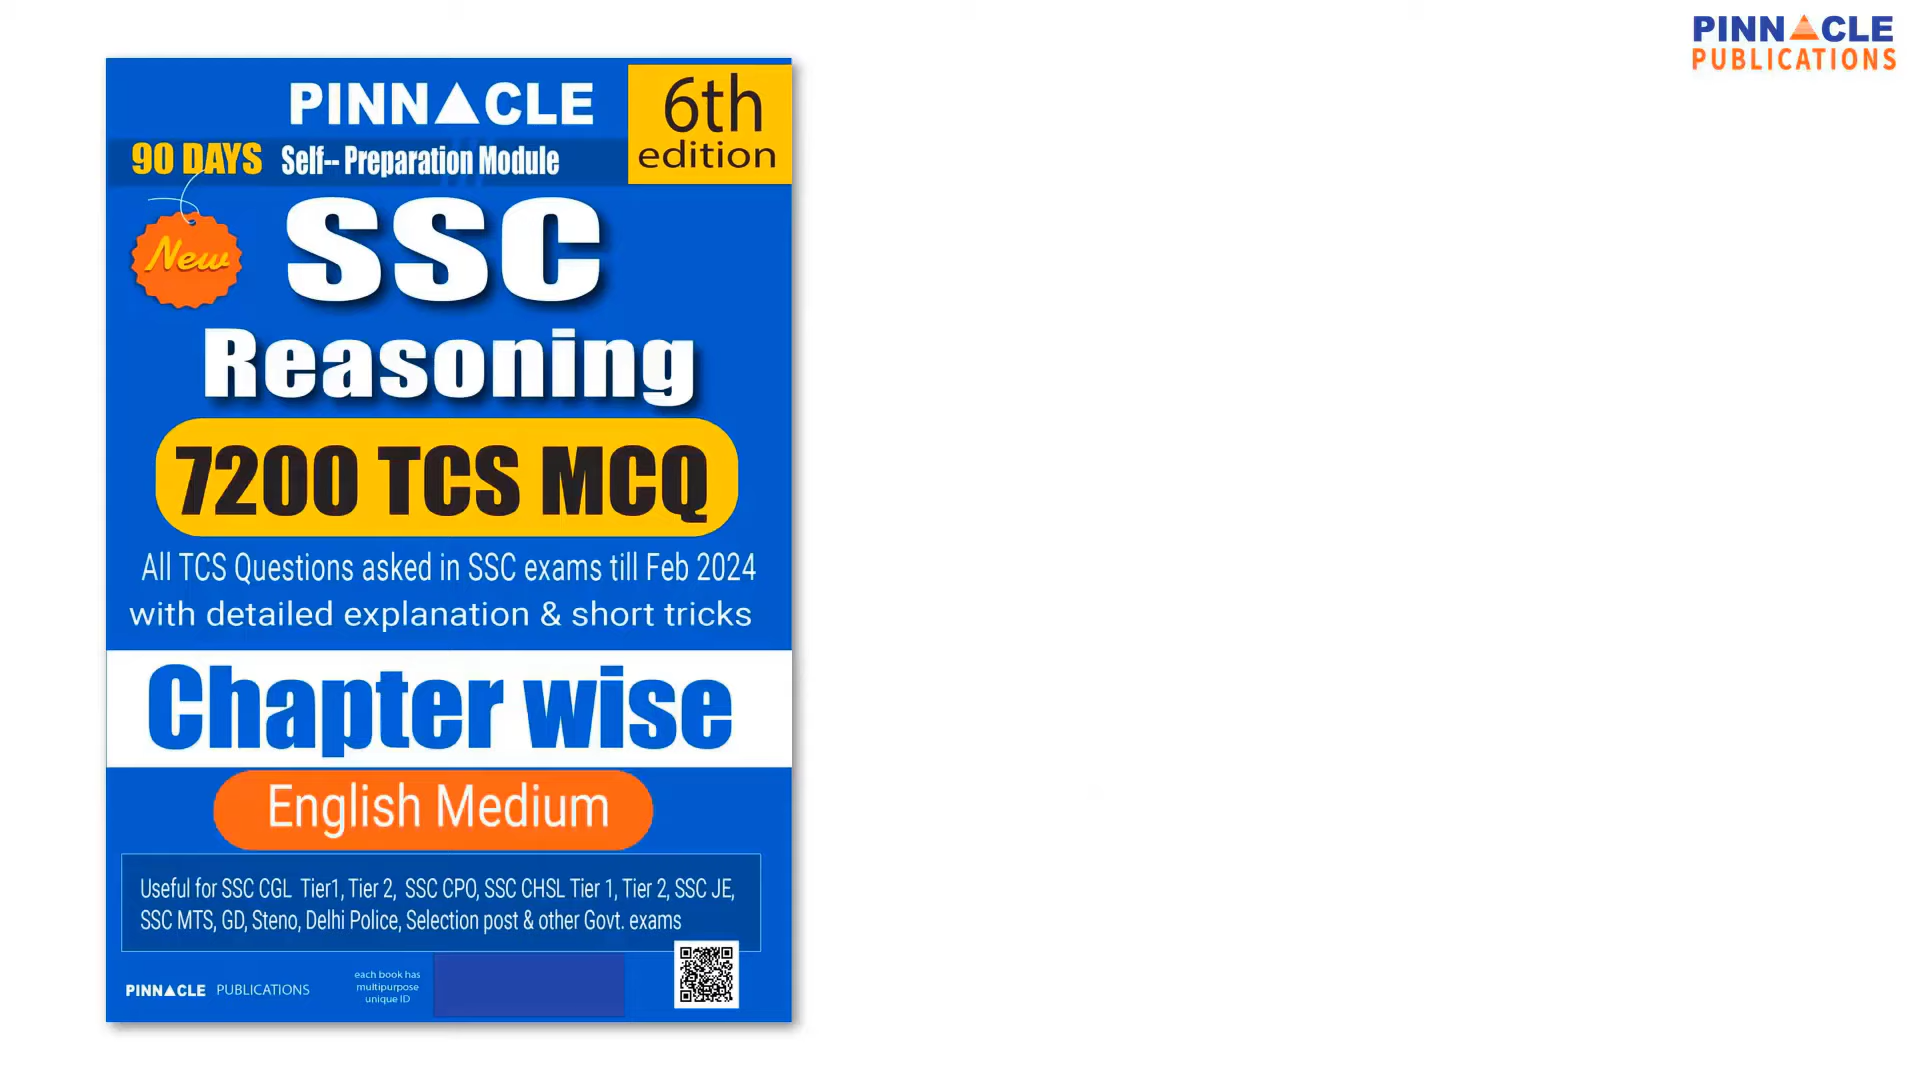 PINNACLE
PUBLICATIONS
PINNACLE
6th
edition
90 DAYS Self-- Preparation Module
New
SSC
Reasoning
7200 TCS MCQ
All TCS Questions asked in SSC exams till Feb 2024
with detailed explanation & short tricks
Chapter wise
English Medium
Useful for SSC CGL Tier1, Tier 2, SSC CPO, SSC CHSL Tier 1, Tier 2, SSC JE,
SSC MTS, GD, Steno, Delhi Police, Selection post & other Govt. exams
PINNACLE PUBLICATIONS
each book has
multipurpose
unique ID